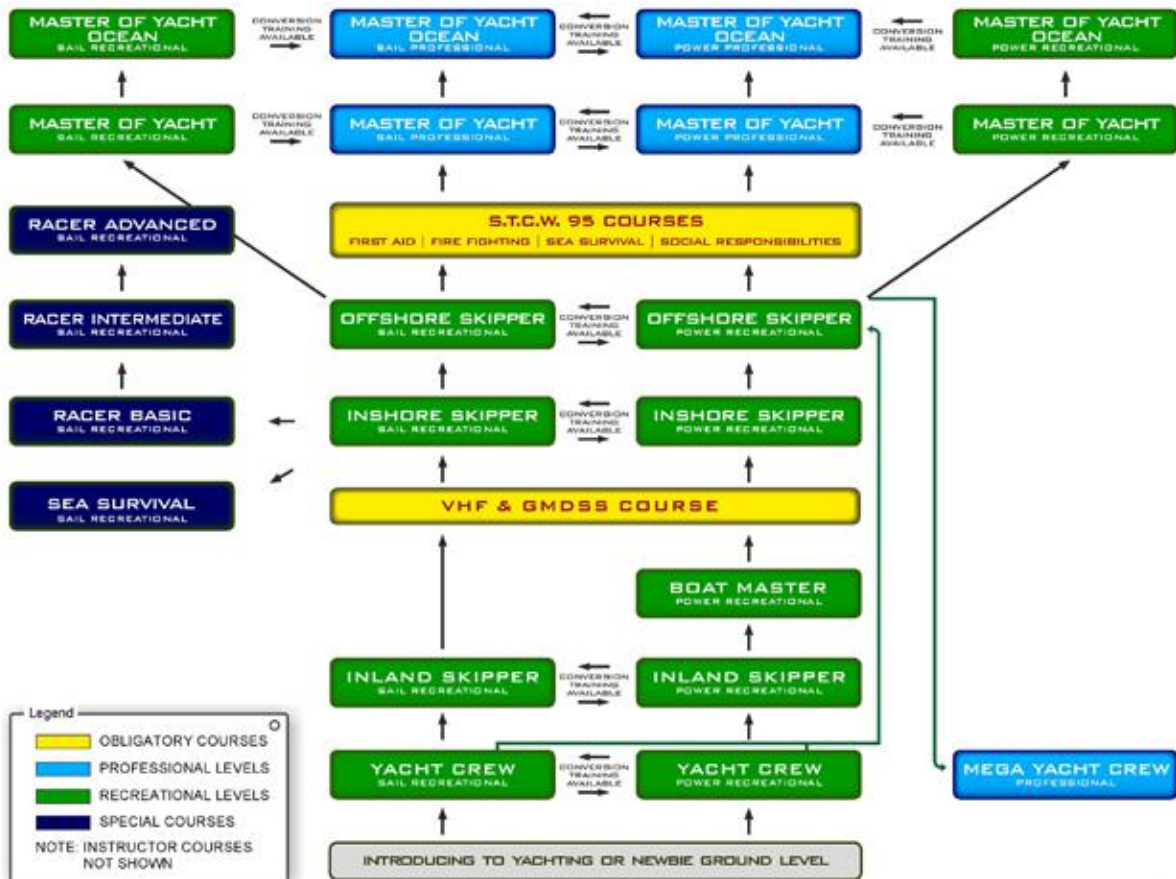 MASTER OF YACHT
OCEAN
SAIL RECREATIONAL
CONVERSION
TRAINING
AVAILABLE
MASTER OF YACHT
OCEAN
SAIL PROFESSIONAL
CONVERSION
TRAINING
AVAILABLE
MASTER OF YACHT
OCEAN
POWER PROFESSIONAL
CONVERSION
TRAINING
AVAILABLE
MASTER OF YACHT
OCEAN
POWER RECREATIONAL
MASTER OF YACHT
SAIL RECREATIONAL
CONVERSION
TRAINING
AVAILABLE
MASTER OF YACHT
SAIL PROFESSIONAL
CONVERSION
TRAINING
AVAILABLE
MASTER OF YACHT
POWER PROFESSIONAL
CONVERSION
TRAINING
AVAILABLE
MASTER OF YACHT
POWER RECREATIONAL
RACER ADVANCED
SAIL RECREATIONAL
S.T.C.W. 95 COURSES
FIRST AID | FIRE FIGHTING | SEA SURVIVAL | SOCIAL RESPONSIBILITIES
RACER INTERMEDIATE
SAIL RECREATIONAL
OFFSHORE SKIPPER
SAIL RECREATIONAL
CONVERSION
TRAINING
AVAILABLE
OFFSHORE SKIPPER
POWER RECREATIONAL
RACER BASIC
SAIL RECREATIONAL
INSHORE SKIPPER
SAIL RECREATIONAL
CONVERSION
TRAINING
AVAILABLE
INSHORE SKIPPER
POWER RECREATIONAL
SEA SURVIVAL
SAIL RECREATIONAL
VHF & GMDSS COURSE
BOAT MASTER
POWER RECREATIONAL
INLAND SKIPPER
SAIL RECREATIONAL
CONVERSION
TRAINING
AVAILABLE
INLAND SKIPPER
POWER RECREATIONAL
YACHT CREW
SAIL RECREATIONAL
CONVERSION
TRAINING
AVAILABLE
YACHT CREW
POWER RECREATIONAL
MEGA YACHT CREW
PROFESSIONAL
INTRODUCING TO YACHTING OR NEWBIE GROUND LEVEL
Legend
OBLIGATORY COURSES
PROFESSIONAL LEVELS
RECREATIONAL LEVELS
SPECIAL COURSES
NOTE: INSTRUCTOR COURSES
NOT SHOWN